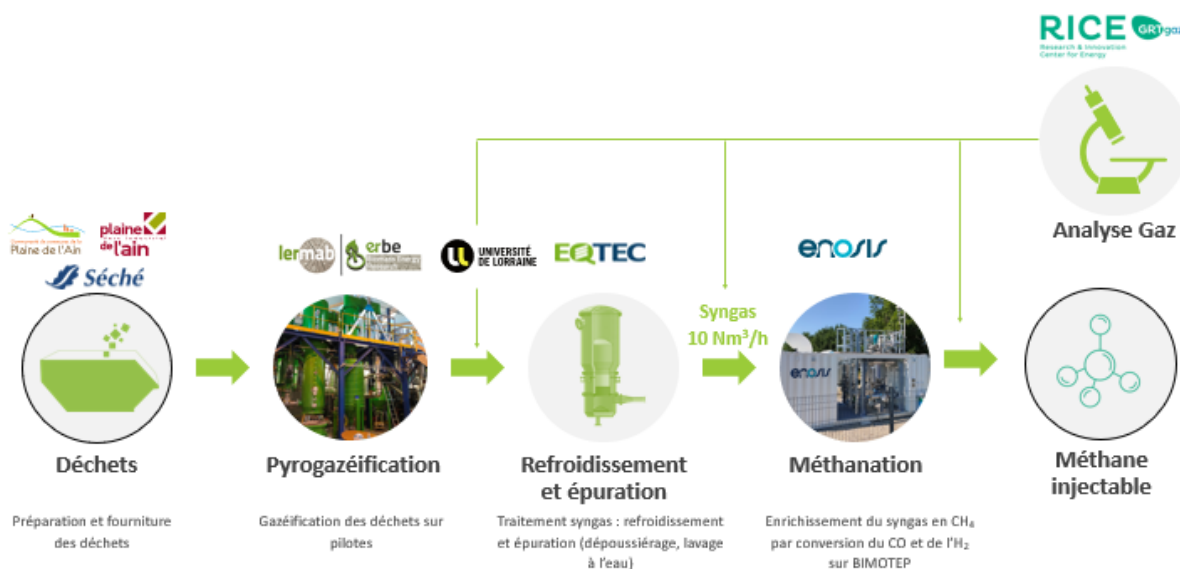 RICE GRTgaz
Research & Innovation
Center for Energy
Analyse Gaz
Plaine de l'Ain
plaine
de l'ain
Séché
lermab
erbe
UNIVERSITÉ
DE LORRAINE
EQTEC
enosis
Syngas
10 Nm³/h
enosis
Déchets
Préparation et fourniture
des déchets
Pyrogazéification
Gazéification des déchets sur
pilotes
Refroidissement
et épuration
Traitement syngas : refroidissement
et épuration (dépoussiérage, lavage
à l'eau)
Méthanation
Enrichissement du syngas en CH₄
par conversion du CO et de l'H₂
sur BIMOTEP
Méthane
injectable